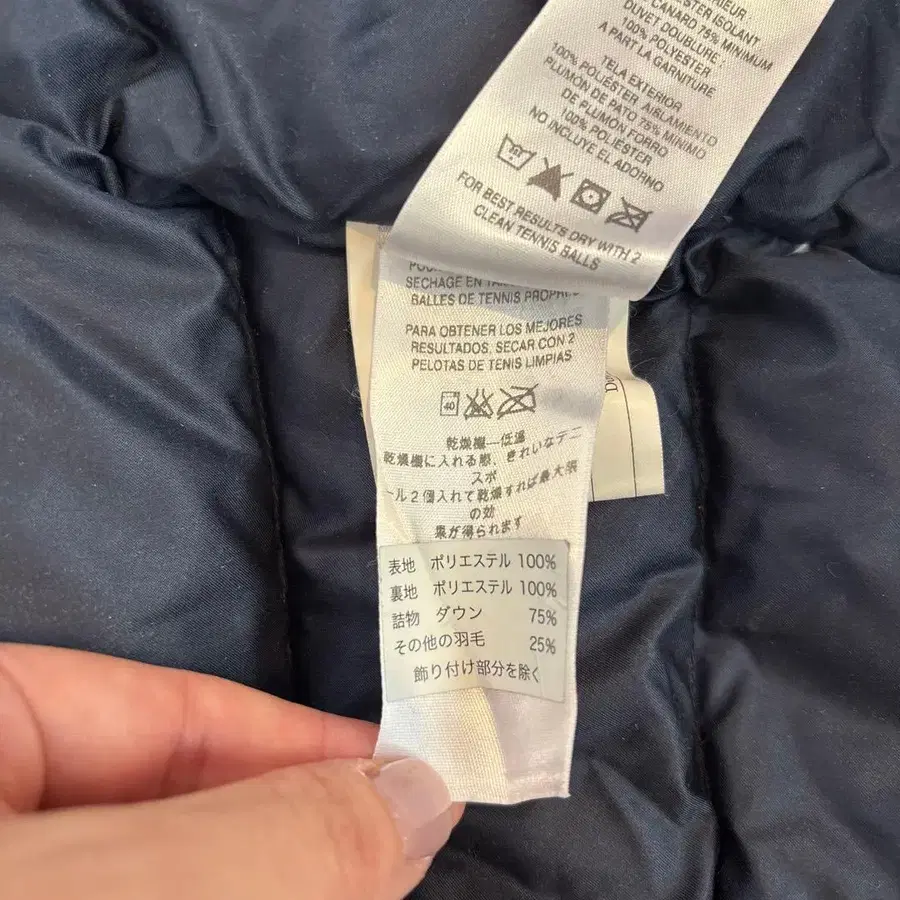 RIEUR
ESTER ISOLANT
CANARD 75% MINIMUM
DUVET DOUBLURE :
100% POLYESTER
A PART LA GARNITURE
TELA EXTERIOR
100% POLIÉSTER AIRLAMIENTO
PLUMÓN DE PATO 75% MINIMO
DE PLUMÓN FORRO
100% POLIÉSTER
NO INCLUYE EL ADORNO
FOR BEST RESULTS DRY WITH 2
CLEAN TENNIS BALLS
SECHAGE EN
BALLES DE TENNIS PROPRES
PARA OBTENER LOS MEJORES
RESULTADOS, SECAR CON 2
PELOTAS DE TENIS LIMPIAS
40
乾燥機—低温
乾燥機に入れる際、きれいなテニ
スボ
ール2個入れて乾燥すれば最大限
の効
果が得られます
表地 ポリエステル 100%
裏地 ポリエステル 100%
詰物 ダウン 75%
その他の羽毛 25%
飾り付け部分を除く